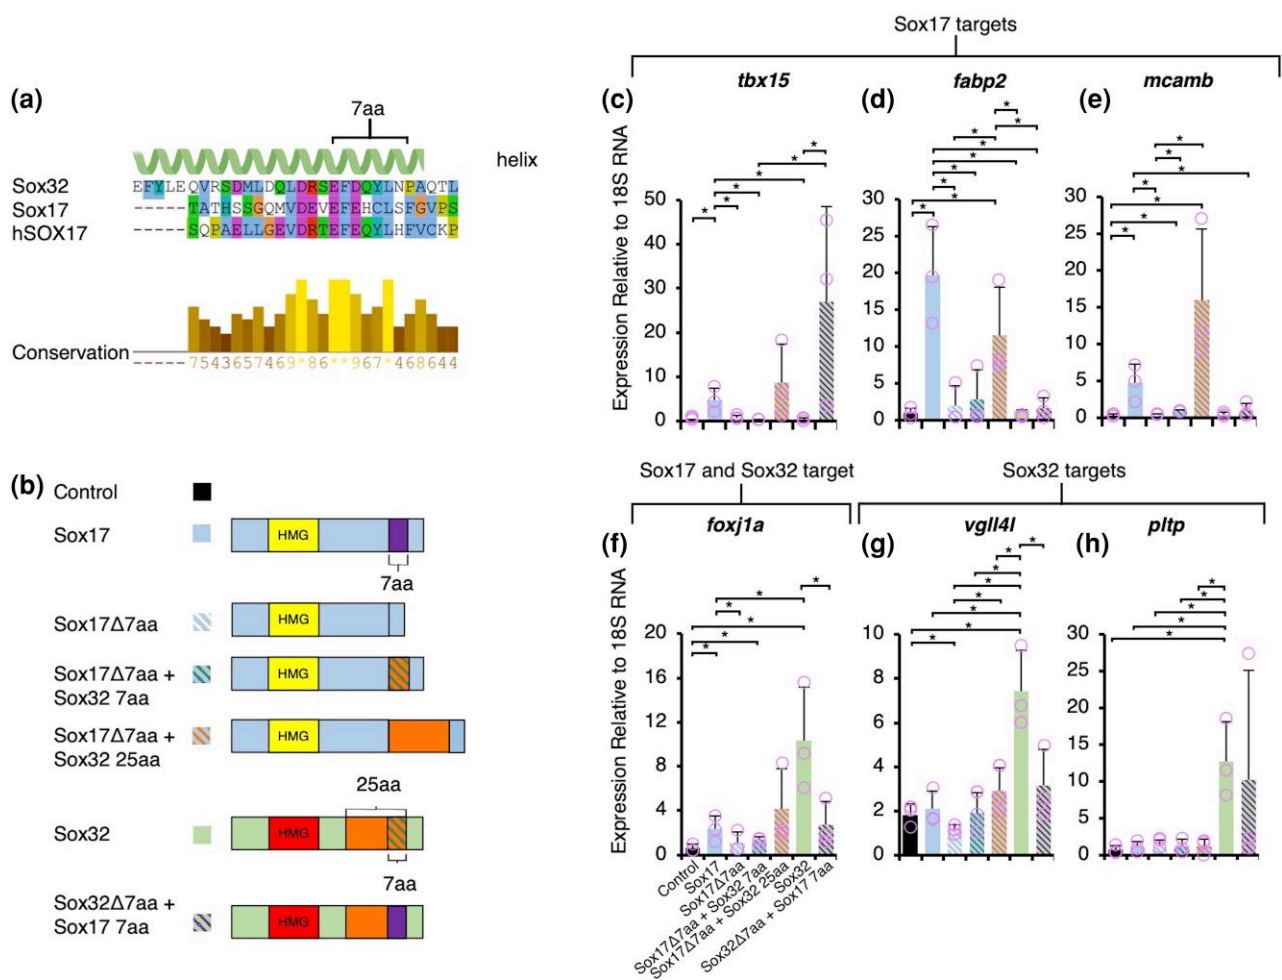 (a)
7aa
helix
Sox32
EFYLEQVRSDMLDQLDRSEFDQYLNPAQTL
Sox17
-----TATHSSGQMVDEVEFEHCLSFGVPS
hSOX17
-----SQPAELLGEVDRTEFEQYLHFVCKP
Conservation
-----7543657469*86**967*468644
(b)
Control
Sox17
HMG
7aa
Sox17Δ7aa
HMG
Sox17Δ7aa +
Sox32 7aa
HMG
Sox17Δ7aa +
Sox32 25aa
HMG
25aa
Sox32
HMG
7aa
Sox32Δ7aa +
Sox17 7aa
HMG
Sox17 targets
(c)
tbx15
Expression Relative to 18S RNA
50
40
30
20
10
0
* * * * * * *
(d)
fabp2
30
25
20
15
10
5
0
* * * * * * * * * *
(e)
mcamb
30
25
20
15
10
5
0
* * * * * * *
Sox17 and Sox32 target
(f)
foxj1a
Expression Relative to 18S RNA
20
16
12
8
4
0
* * * * * *
Control
Sox17
Sox17Δ7aa
Sox17Δ7aa + Sox32 7aa
Sox17Δ7aa + Sox32 25aa
Sox32
Sox32Δ7aa + Sox17 7aa
Sox32 targets
(g)
vgll4l
10
8
6
4
2
0
* * * * * * * *
(h)
pltp
30
25
20
15
10
5
0
* * * * *